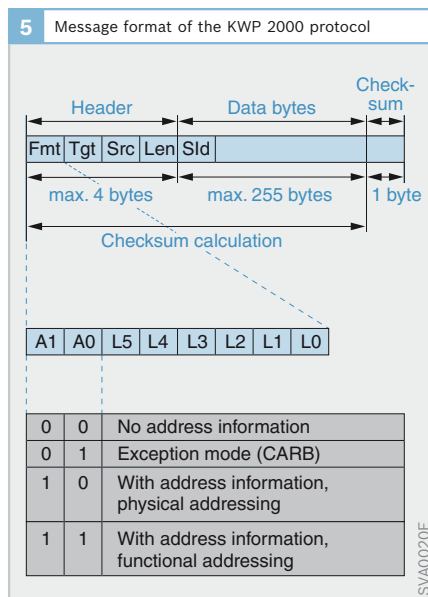 5 Message format of the KWP 2000 protocol
Check-
sum
Header Data bytes
Fmt Tgt Src Len SId
max. 4 bytes max. 255 bytes 1 byte
Checksum calculation
A1 A0 L5 L4 L3 L2 L1 L0
0 0 No address information
0 1 Exception mode (CARB)
1 0 With address information,
physical addressing
1 1 With address information,
functional addressing
SVA0020E